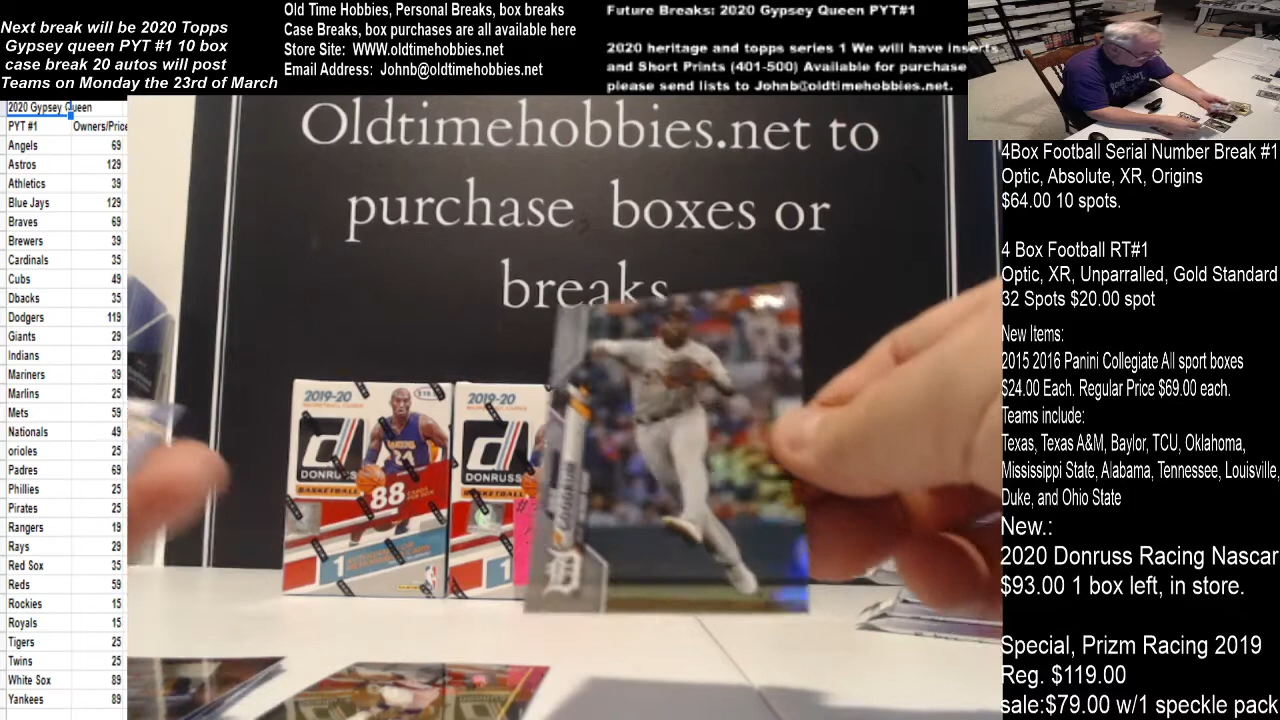 Next break will be 2020 Topps
Gypsey queen PYT #1 10 box
case break 20 autos will post
Teams on Monday the 23rd of March
Old Time Hobbies, Personal Breaks, box breaks
Case Breaks, box purchases are all available here
Store Site: WWW.oldtimehobbies.net
Email Address: Johnb@oldtimehobbies.net
Future Breaks: 2020 Gypsey Queen PYT#1
2020 heritage and topps series 1 We will have inserts
and Short Prints (401-500) Available for purchase
please send lists to Johnb@oldtimehobbies.net.
2020 Gypsey Queen
PYT #1 Owners/Price
Angels 69
Astros 129
Athletics 39
Blue Jays 129
Braves 69
Brewers 39
Cardinals 35
Cubs 49
Dbacks 35
Dodgers 119
Giants 29
Indians 29
Mariners 39
Marlins 25
Mets 59
Nationals 49
orioles 25
Padres 69
Phillies 25
Pirates 25
Rangers 19
Rays 29
Red Sox 35
Reds 59
Rockies 15
Royals 15
Tigers 25
Twins 25
White Sox 89
Yankees 89
Oldtimehobbies.net to
purchase boxes or
breaks
2019-20
DONRUSS
BASKETBALL
88
1
2019-20
DONRUSS
BASKETBALL
1
D
4Box Football Serial Number Break #1
Optic, Absolute, XR, Origins
$64.00 10 spots.
4 Box Football RT#1
Optic, XR, Unparralled, Gold Standard
32 Spots $20.00 spot
New Items:
2015 2016 Panini Collegiate All sport boxes
$24.00 Each. Regular Price $69.00 each.
Teams include:
Texas, Texas A&M, Baylor, TCU, Oklahoma,
Mississippi State, Alabama, Tennessee, Louisville,
Duke, and Ohio State
New.:
2020 Donruss Racing Nascar
$93.00 1 box left, in store.
Special, Prizm Racing 2019
Reg. $119.00
sale:$79.00 w/1 speckle pack